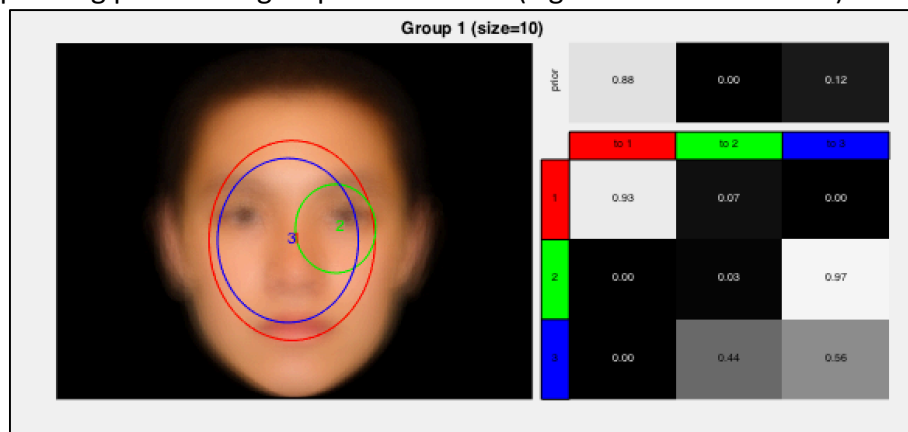 Group 1 (size=10)
prior
0.88 0.00 0.12
to 1 to 2 to 3
1 0.93 0.07 0.00
2 0.00 0.03 0.97
3 0.00 0.44 0.56
2
3